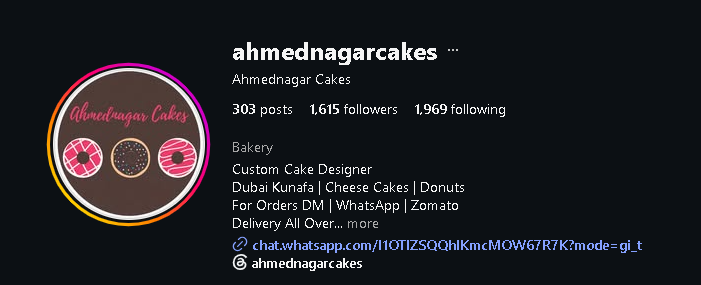 ahmednagarcakes ...
Ahmednagar Cakes
Ahmednagar Cakes
303 posts 1,615 followers 1,969 following
Bakery
Custom Cake Designer
Dubai Kunafa | Cheese Cakes | Donuts
For Orders DM | WhatsApp | Zomato
Delivery All Over... more
chat.whatsapp.com/I1OTIZSQQhlKmcMOW67R7K?mode=gi_t
ahmednagarcakes